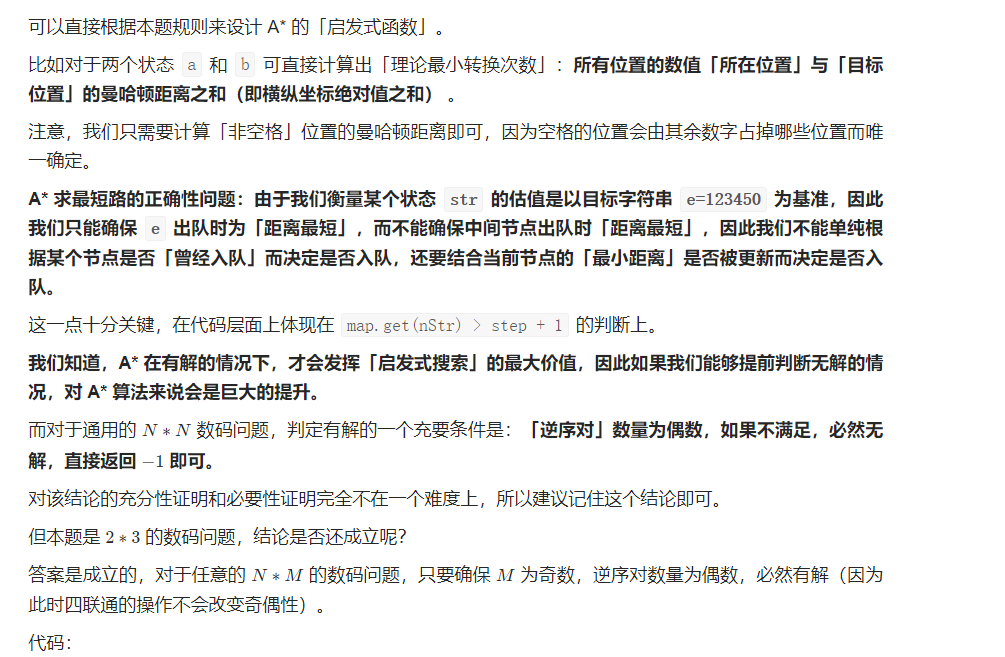 可以直接根据本题规则来设计 A* 的「启发式函数」。
比如对于两个状态 a 和 b 可直接计算出「理论最小转换次数」：所有位置的数值「所在位置」与「目标
位置」的曼哈顿距离之和（即横纵坐标绝对值之和） 。
注意，我们只需要计算「非空格」位置的曼哈顿距离即可，因为空格的位置会由其余数字占掉哪些位置而唯
一确定。
A* 求最短路的正确性问题：由于我们衡量某个状态 str 的估值是以目标字符串 e=123450 为基准，因此
我们只能确保 e 出队时为「距离最短」，而不能确保中间节点出队时「距离最短」，因此我们不能单纯根
据某个节点是否「曾经入队」而决定是否入队，还要结合当前节点的「最小距离」是否被更新而决定是否入
队。
这一点十分关键，在代码层面上体现在 map.get(nStr) > step + 1 的判断上。
我们知道，A* 在有解的情况下，才会发挥「启发式搜索」的最大价值，因此如果我们能够提前判断无解的情
况，对 A* 算法来说会是巨大的提升。
而对于通用的 N * N 数码问题，判定有解的一个充要条件是：「逆序对」数量为偶数，如果不满足，必然无
解，直接返回 −1 即可。
对该结论的充分性证明和必要性证明完全不在一个难度上，所以建议记住这个结论即可。
但本题是 2 * 3 的数码问题，结论是否还成立呢？
答案是成立的，对于任意的 N * M 的数码问题，只要确保 M 为奇数，逆序对数量为偶数，必然有解（因为
此时四联通的操作不会改变奇偶性）。
代码：